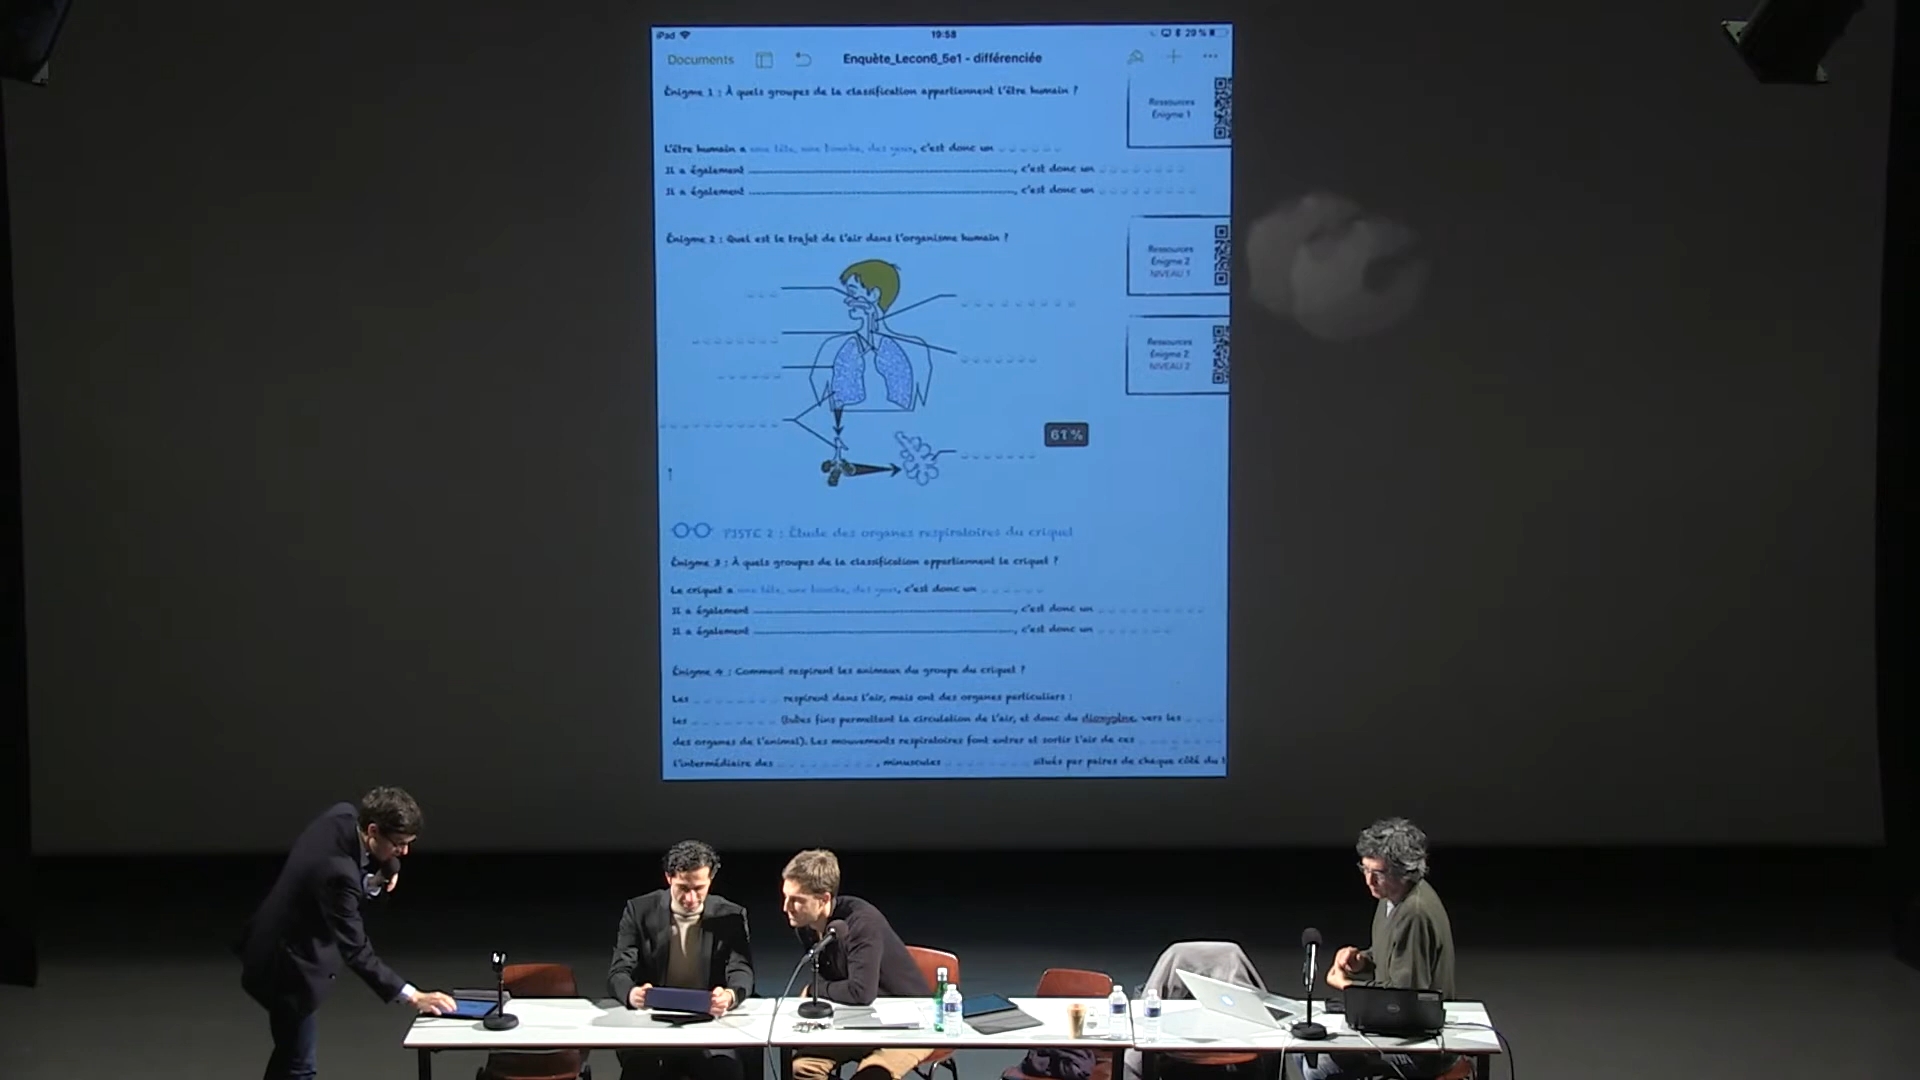 iPad 19:58 29 %
Documents Enquète_Lecon6_5e1 - différenciée
Énigme 1 : À quels groupes de la classification appartiennent l'être humain ?
Ressources
Énigme 1
L'être humain a une tête, une bouche, des yeux, c'est donc un _ _ _ _ _ _
Il a également , c'est donc un _ _ _ _ _ _ _ _
Il a également , c'est donc un _ _ _ _ _ _ _ _ _
Énigme 2 : Quel est le trajet de l'air dans l'organisme humain ?
Ressources
Énigme 2
NIVEAU 1
Ressources
Énigme 2
NIVEAU 2
61 %
PISTE 2 : Étude des organes respiratoires du criquet
Énigme 3 : À quels groupes de la classification appartiennent le criquet ?
Le criquet a une tête, une bouche, des yeux, c'est donc un _ _ _ _ _ _
Il a également , c'est donc un _ _ _ _ _ _ _ _ _ _
Il a également , c'est donc un _ _ _ _ _ _ _
Énigme 4 : Comment respirent les animaux du groupe du criquet ?
Les _ _ _ _ _ _ _ _ respirent dans l'air, mais ont des organes particuliers :
les _ _ _ _ _ _ _ _ (tubes fins permettant la circulation de l'air, et donc du dioxygène, vers les _ _ _ _
des organes de l'animal). Les mouvements respiratoires font entrer et sortir l'air de ces _ _ _ _ _ _ _ _
l'intermédiaire des _ _ _ _ _ _ _ _ _ , minuscules _ _ _ _ _ _ _ _ situés par paires de chaque côté du
DELL